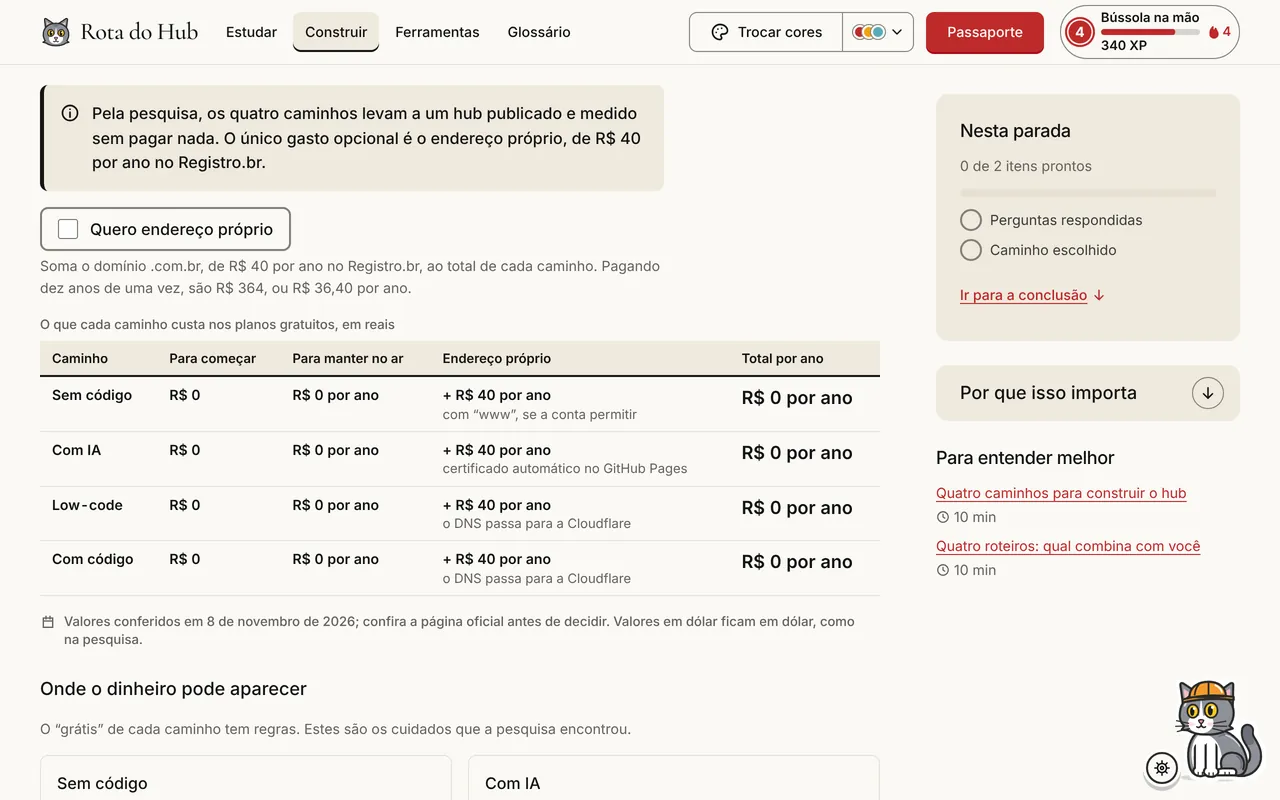 Rota do Hub
Estudar
Construir
Ferramentas
Glossário
Trocar cores
Passaporte
4
Bússola na mão
340 XP
4
Pela pesquisa, os quatro caminhos levam a um hub publicado e medido
sem pagar nada. O único gasto opcional é o endereço próprio, de R$ 40
por ano no Registro.br.
Quero endereço próprio
Soma o domínio .com.br, de R$ 40 por ano no Registro.br, ao total de cada caminho. Pagando
dez anos de uma vez, são R$ 364, ou R$ 36,40 por ano.
O que cada caminho custa nos planos gratuitos, em reais
Caminho Para começar Para manter no ar Endereço próprio Total por ano
Sem código R$ 0 R$ 0 por ano + R$ 40 por ano R$ 0 por ano
com “www”, se a conta permitir
Com IA R$ 0 R$ 0 por ano + R$ 40 por ano R$ 0 por ano
certificado automático no GitHub Pages
Low-code R$ 0 R$ 0 por ano + R$ 40 por ano R$ 0 por ano
o DNS passa para a Cloudflare
Com código R$ 0 R$ 0 por ano + R$ 40 por ano R$ 0 por ano
o DNS passa para a Cloudflare
Valores conferidos em 8 de novembro de 2026; confira a página oficial antes de decidir. Valores em dólar ficam em dólar, como
na pesquisa.
Onde o dinheiro pode aparecer
O “grátis” de cada caminho tem regras. Estes são os cuidados que a pesquisa encontrou.
Sem código
Com IA
Nesta parada
0 de 2 itens prontos
Perguntas respondidas
Caminho escolhido
Ir para a conclusão
Por que isso importa
Para entender melhor
Quatro caminhos para construir o hub
10 min
Quatro roteiros: qual combina com você
10 min